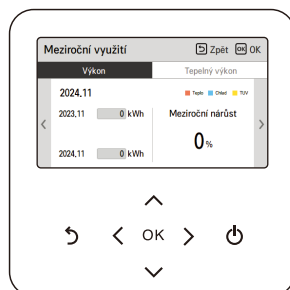 Meziroční využití Zpět OK OK
Výkon Tepelný výkon
2024.11 Teplo Chlad TUV
2023.11 0 kWh Meziroční nárůst
0 %
2024.11 0 kWh
OK